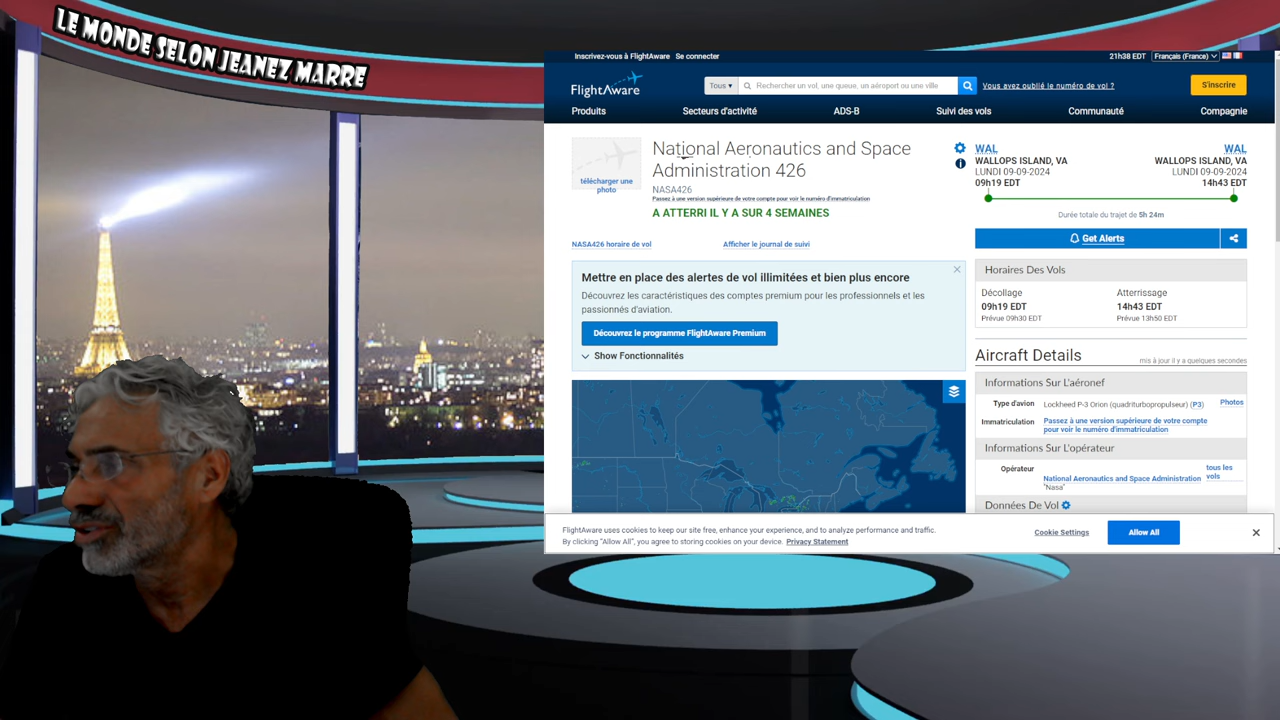 LE MONDE SELON JEANEZ MARRE
Inscrivez-vous à FlightAware Se connecter
21h38 EDT Français (France)
FlightAware
Tous
Rechercher un vol, une queue, un aéroport ou une ville
Vous avez oublié le numéro de vol ?
S'inscrire
Produits
Secteurs d'activité
ADS-B
Suivi des vols
Communauté
Compagnie
télécharger une
photo
National Aeronautics and Space
Administration 426
NASA426
Passez à une version supérieure de votre compte pour voir le numéro d'immatriculation
A ATTERRI IL Y A SUR 4 SEMAINES
NASA426 horaire de vol
Afficher le journal de suivi
Mettre en place des alertes de vol illimitées et bien plus encore
Découvrez les caractéristiques des comptes premium pour les professionnels et les
passionnés d'aviation.
Découvrez le programme FlightAware Premium
Show Fonctionnalités
WAL
WALLOPS ISLAND, VA
LUNDI 09-09-2024
09h19 EDT
WAL
WALLOPS ISLAND, VA
LUNDI 09-09-2024
14h43 EDT
Durée totale du trajet de 5h 24m
Get Alerts
Horaires Des Vols
Décollage
09h19 EDT
Prévue 09h30 EDT
Atterrissage
14h43 EDT
Prévue 13h50 EDT
Aircraft Details
mis à jour il y a quelques secondes
Informations Sur L'aéronef
Type d'avion
Lockheed P-3 Orion (quadriturbopropulseur) (P3)
Photos
Immatriculation
Passez à une version supérieure de votre compte
pour voir le numéro d'immatriculation
Informations Sur L'opérateur
Opérateur
National Aeronautics and Space Administration
"Nasa"
tous les
vols
Données De Vol
FlightAware uses cookies to keep our site free, enhance your experience, and to analyze performance and traffic.
By clicking "Allow All", you agree to storing cookies on your device. Privacy Statement
Cookie Settings
Allow All